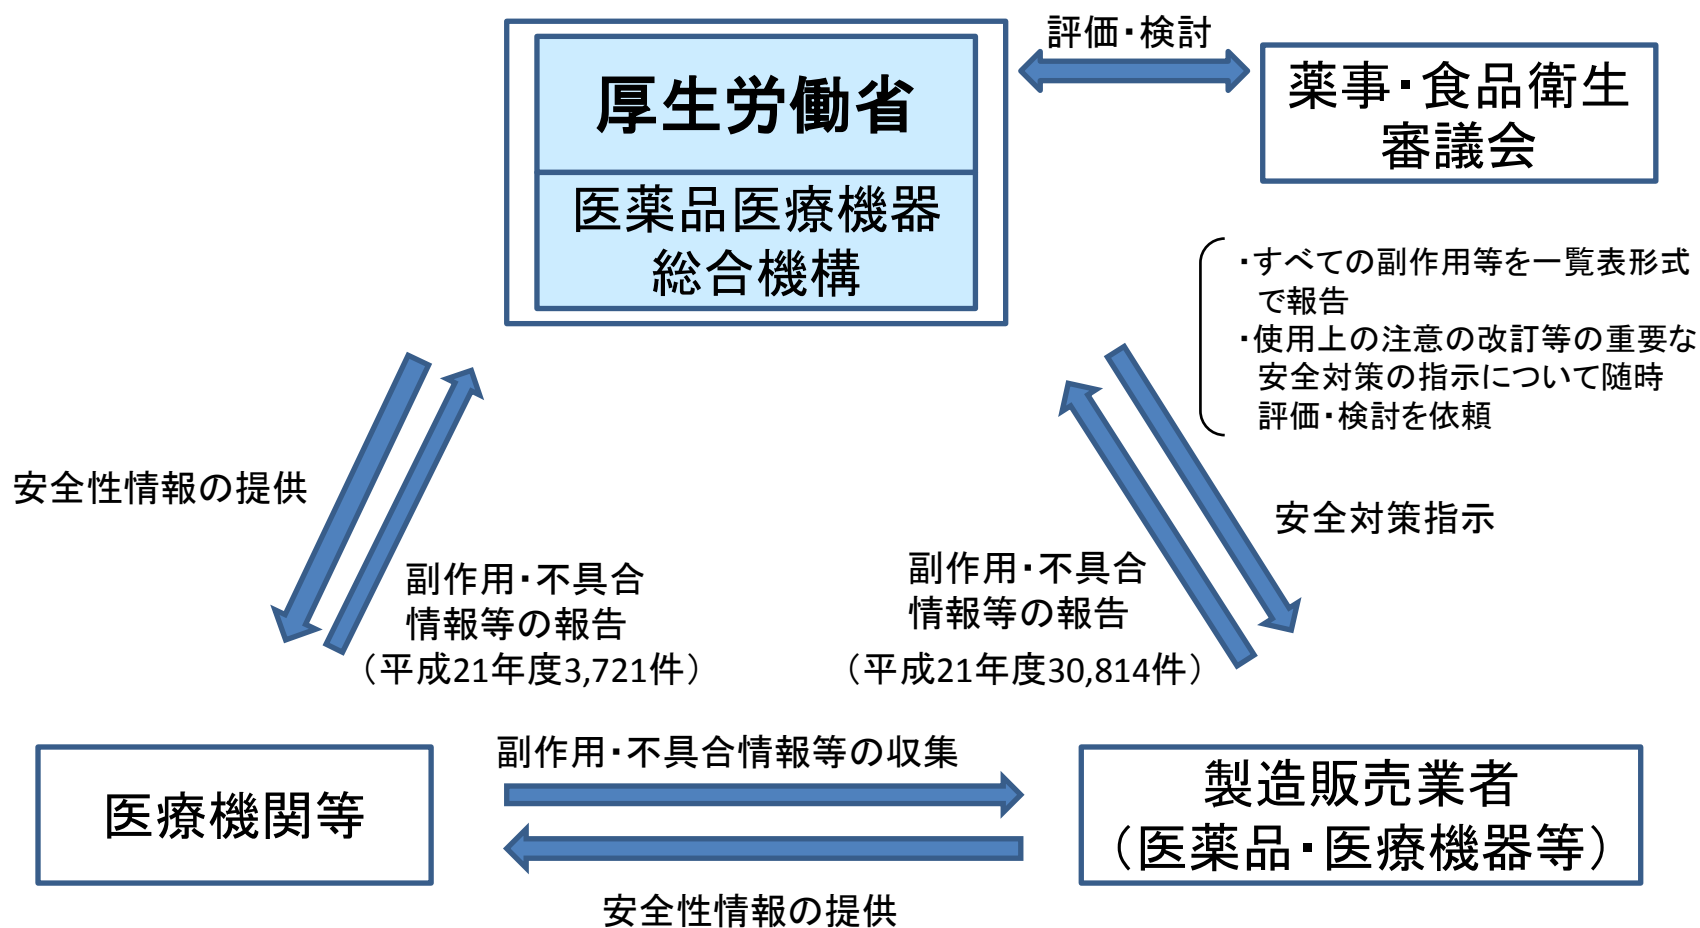 評価・検討
厚生労働省
薬事・食品衛生
審議会
医薬品医療機器
総合機構
・すべての副作用等を一覧表形式
で報告
・使用上の注意の改訂等の重要な
安全対策の指示について随時
評価・検討を依頼
安全性情報の提供
安全対策指示
副作用・不具合
情報等の報告
（平成21年度3,721件）
副作用・不具合
情報等の報告
（平成21年度30,814件）
副作用・不具合情報等の収集
医療機関等
製造販売業者
（医薬品・医療機器等）
安全性情報の提供